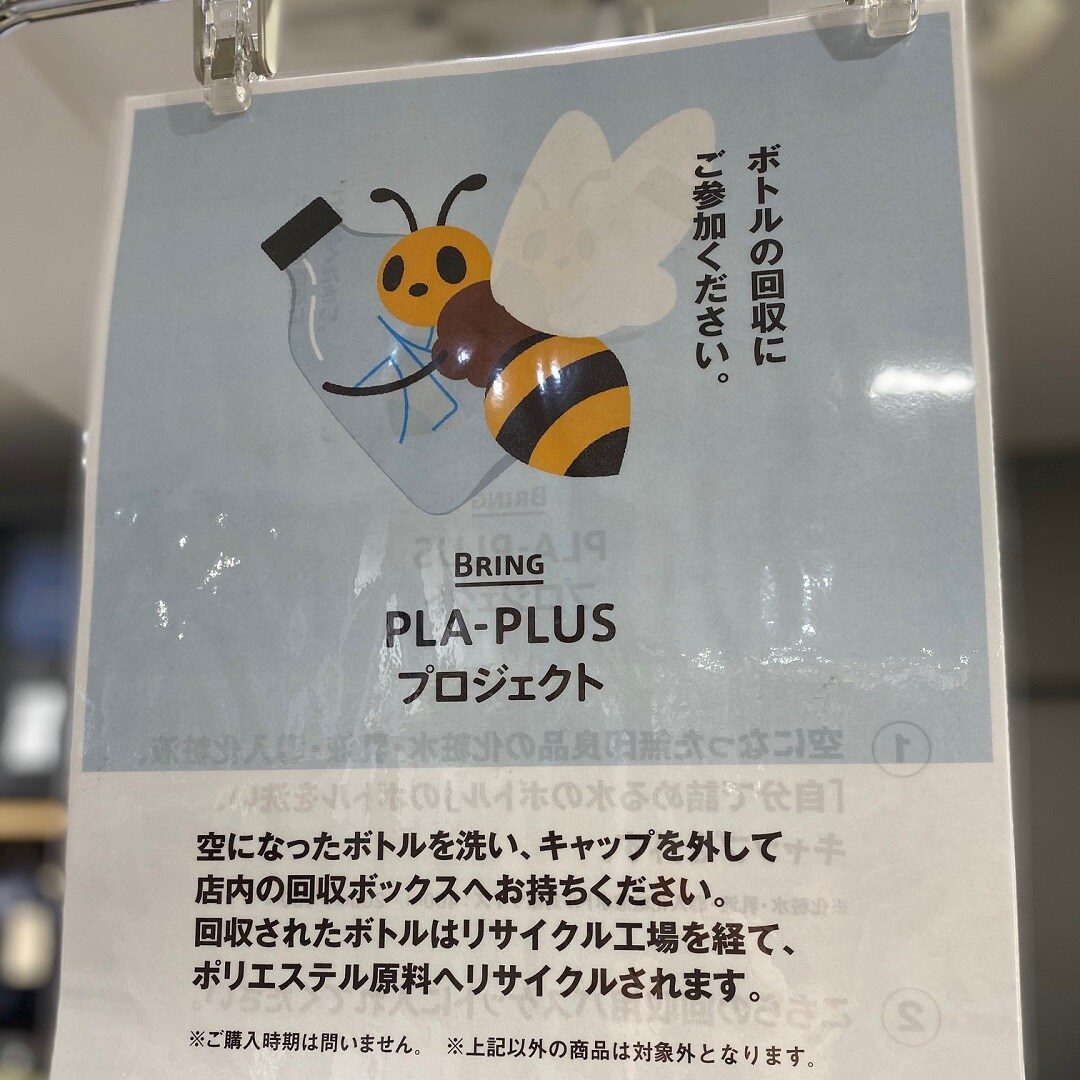 ボトルの回収に
ご参加ください。
BRING
PLA-PLUS
プロジェクト
空になったボトルを洗い、キャップを外して
店内の回収ボックスへお持ちください。
回収されたボトルはリサイクル工場を経て、
ポリエステル原料へリサイクルされます。
※ご購入時期は問いません。 ※上記以外の商品は対象外となります。